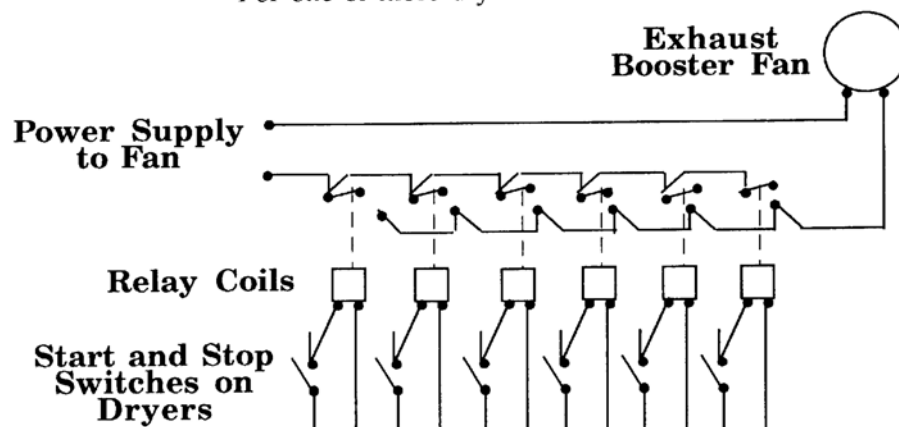 Exhaust
Booster Fan
Power Supply
to Fan
Relay Coils
Start and Stop
Switches on
Dryers